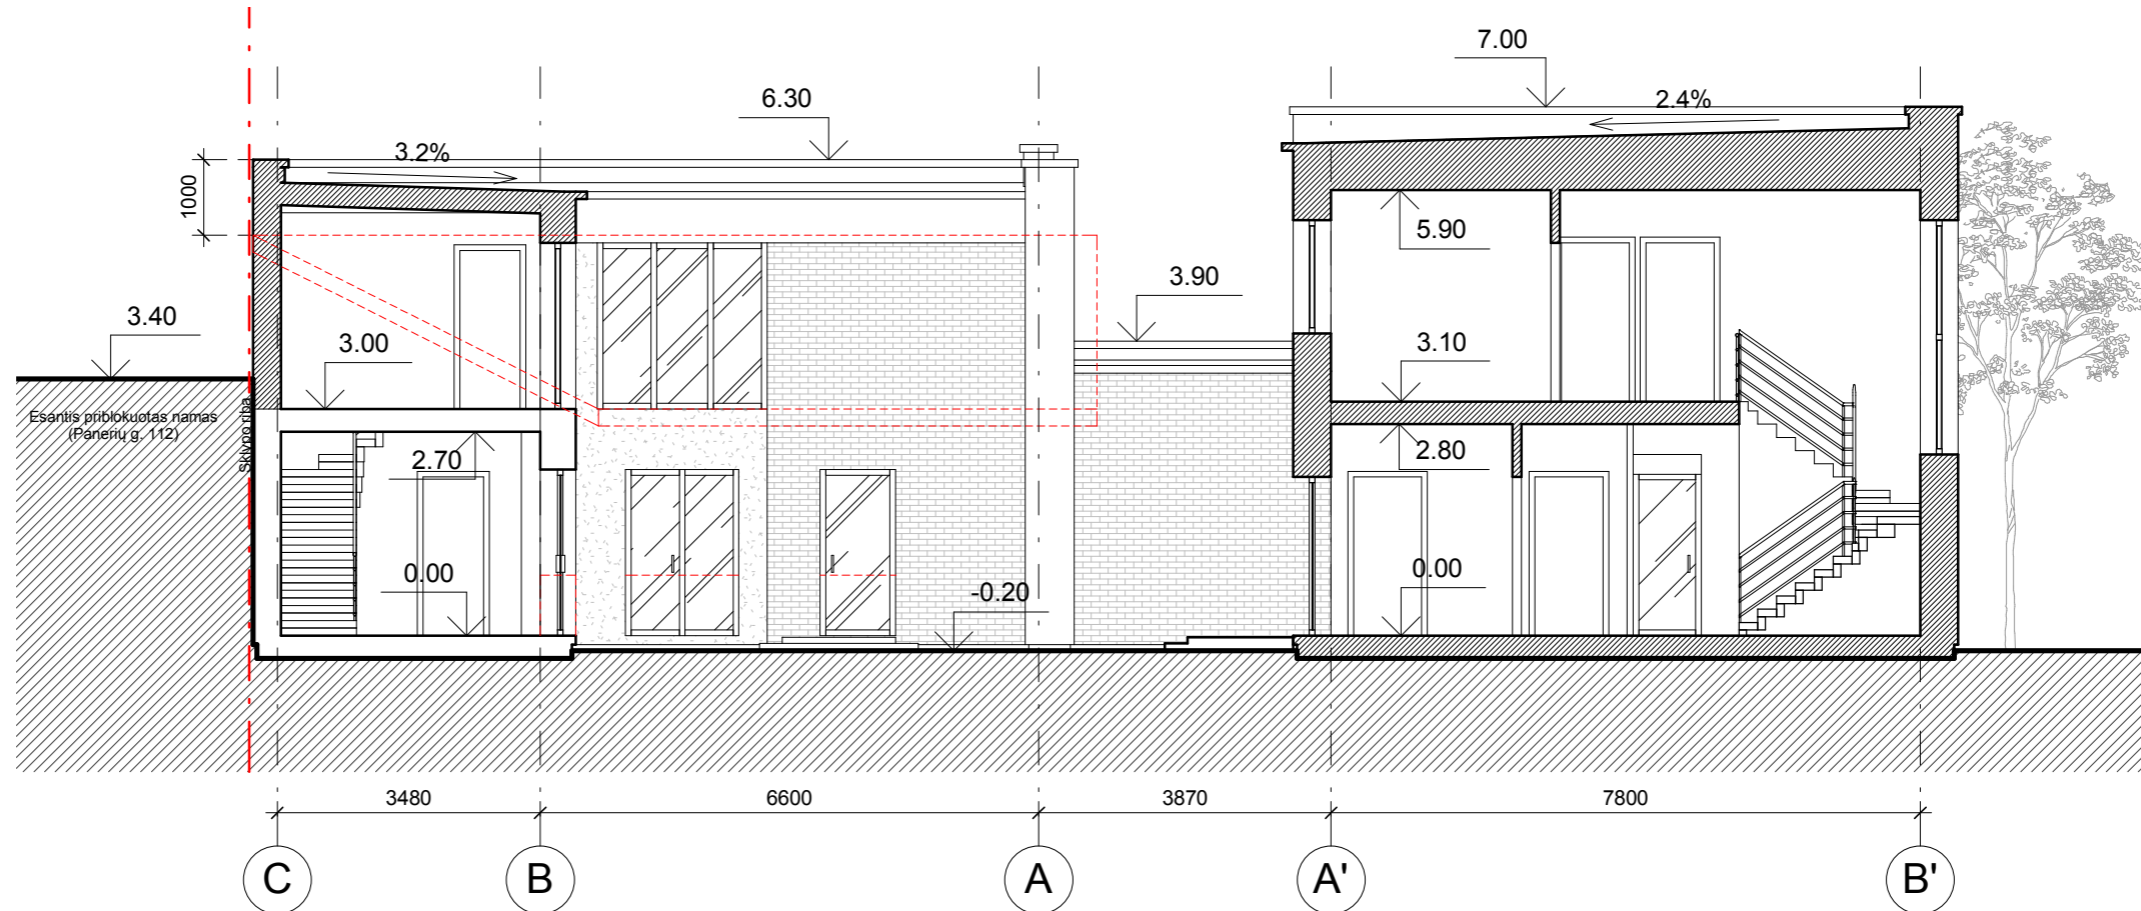 7.00
2.4%
6.30
3.2%
1000
5.90
3.90
3.40
3.00
3.10
Esantis priblokuotas namas
(Panerių g. 112)
Sklypo riba
2.70
2.80
0.00
0.00
-0.20
3480
6600
3870
7800
C
B
A
A'
B'